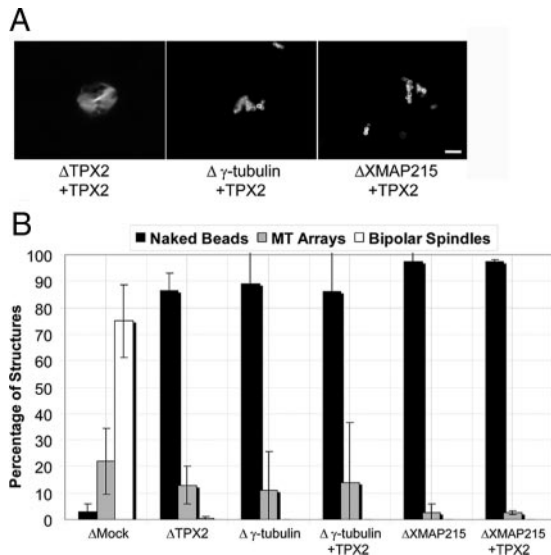 A
ΔTPX2
+TPX2
Δ γ-tubulin
+TPX2
ΔXMAP215
+TPX2
B
Naked Beads MT Arrays Bipolar Spindles
Percentage of Structures
100
90
80
70
60
50
40
30
20
10
0
ΔMock
ΔTPX2
Δ γ-tubulin
Δ γ-tubulin
+TPX2
ΔXMAP215
ΔXMAP215
+TPX2